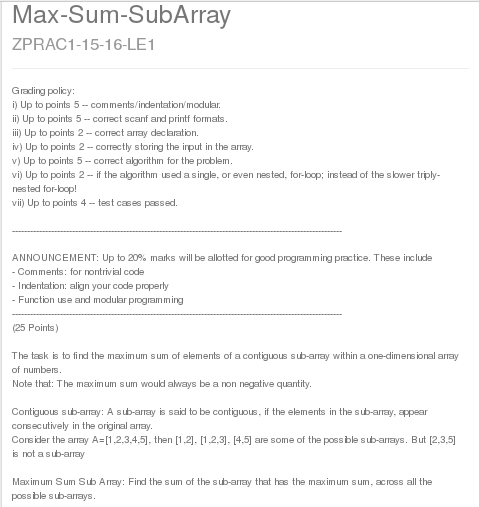 Max-Sum-SubArray
ZPRAC1-15-16-LE1
Grading policy:
i) Up to points 5 -- comments/indentation/modular.
ii) Up to points 5 -- correct scanf and printf formats.
iii) Up to points 2 -- correct array declaration.
iv) Up to points 2 -- correctly storing the input in the array.
v) Up to points 5 -- correct algorithm for the problem.
vi) Up to points 2 -- if the algorithm used a single, or even nested, for-loop; instead of the slower triply-
nested for-loop!
vii) Up to points 4 -- test cases passed.
--------------------------------------------------------------------------------------------------------------
ANNOUNCEMENT: Up to 20% marks will be allotted for good programming practice. These include
- Comments: for nontrivial code
- Indentation: align your code properly
- Function use and modular programming
--------------------------------------------------------------------------------------------------------------
(25 Points)
The task is to find the maximum sum of elements of a contiguous sub-array within a one-dimensional array
of numbers.
Note that: The maximum sum would always be a non negative quantity.
Contiguous sub-array: A sub-array is said to be contiguous, if the elements in the sub-array, appear
consecutively in the original array.
Consider the array A=[1,2,3,4,5], then [1,2], [1,2,3], [4,5] are some of the possible sub-arrays. But [2,3,5]
is not a sub-array
Maximum Sum Sub Array: Find the sum of the sub-array that has the maximum sum, across all the
possible sub-arrays.